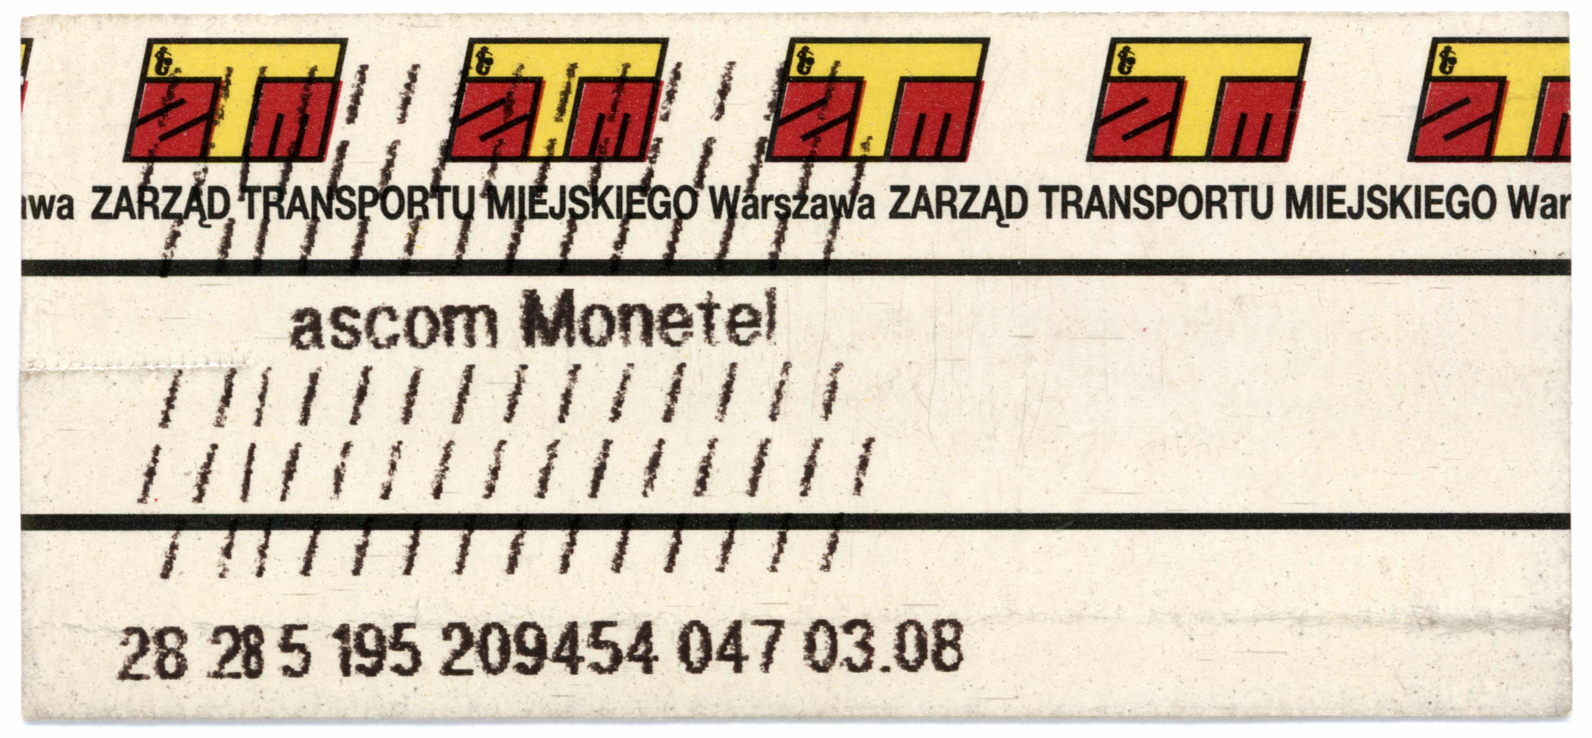 ZTM ZTM ZTM ZTM ZTM
awa ZARZĄD TRANSPORTU MIEJSKIEGO Warszawa ZARZĄD TRANSPORTU MIEJSKIEGO War
ascom Monetel
28 28 5 195 209454 047 03.08